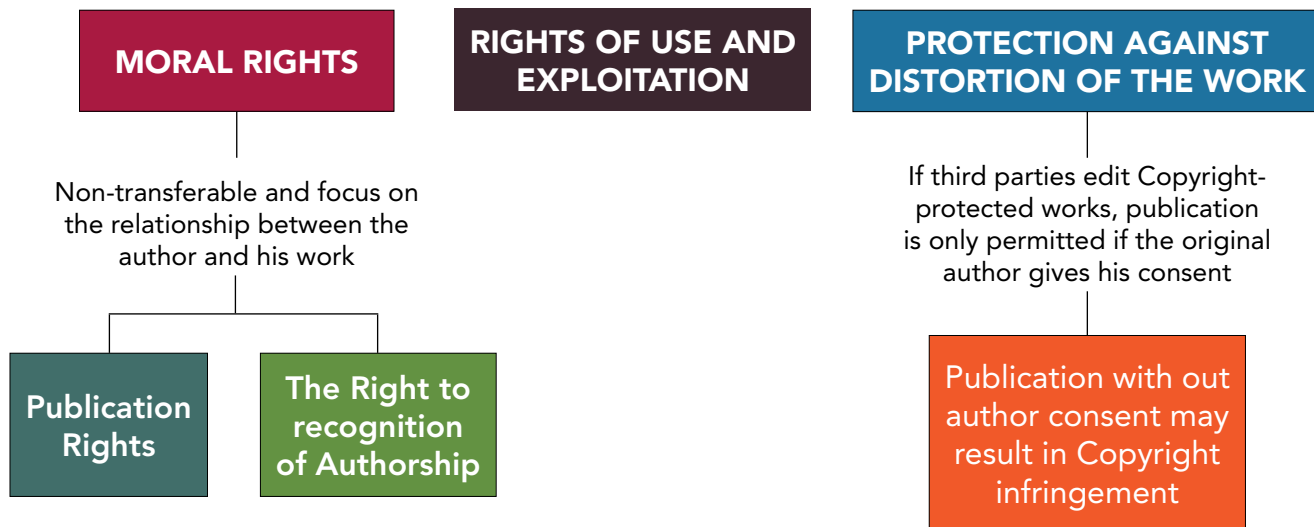 MORAL RIGHTS
Non-transferable and focus on
the relationship between the
author and his work
Publication
Rights
The Right to
recognition
of Authorship
RIGHTS OF USE AND
EXPLOITATION
PROTECTION AGAINST
DISTORTION OF THE WORK
If third parties edit Copyright-
protected works, publication
is only permitted if the original
author gives his consent
Publication with out
author consent may
result in Copyright
infringement